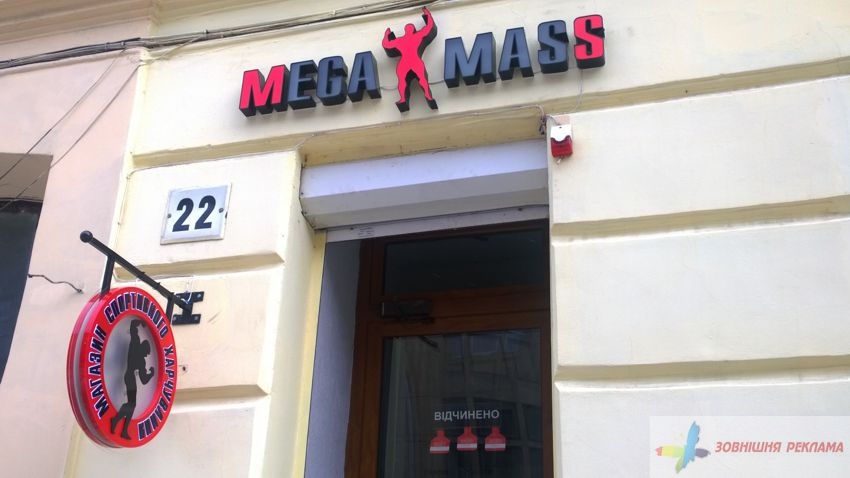 MEGA MASS
22
МАГАЗИН СПОРТИВНОГО ХАРЧУВАННЯ
ВІДЧИНЕНО
ЗОВНІШНЯ РЕКЛАМА